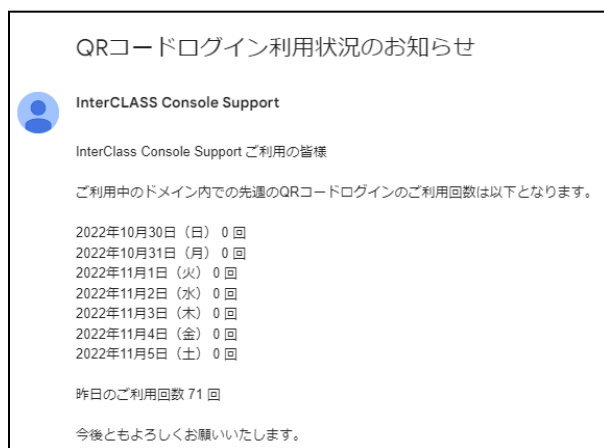 QRコードログイン利用状況のお知らせ
InterCLASS Console Support
InterClass Console Support ご利用の皆様
ご利用中のドメイン内での先週のQRコードログインのご利用回数は以下となります。
2022年10月30日（日） 0 回
2022年10月31日（月） 0 回
2022年11月1日（火） 0 回
2022年11月2日（水） 0 回
2022年11月3日（木） 0 回
2022年11月4日（金） 0 回
2022年11月5日（土） 0 回
昨日のご利用回数 71 回
今後ともよろしくお願いいたします。